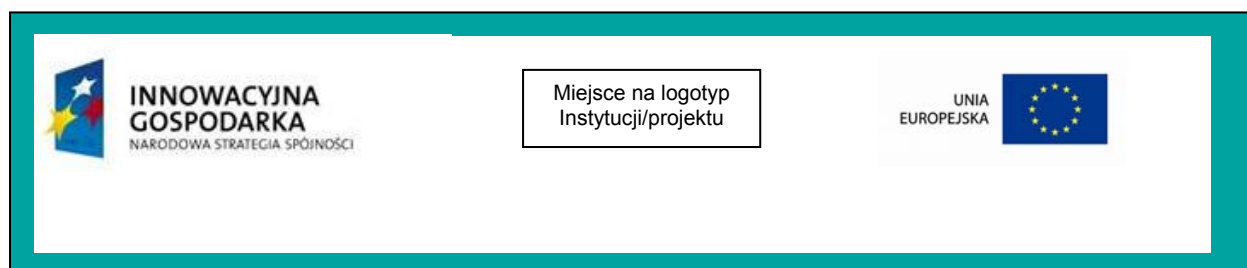 INNOWACYJNA
GOSPODARKA
NARODOWA STRATEGIA SPÓJNOŚCI
Miejsce na logotyp
Instytucji/projektu
UNIA
EUROPEJSKA